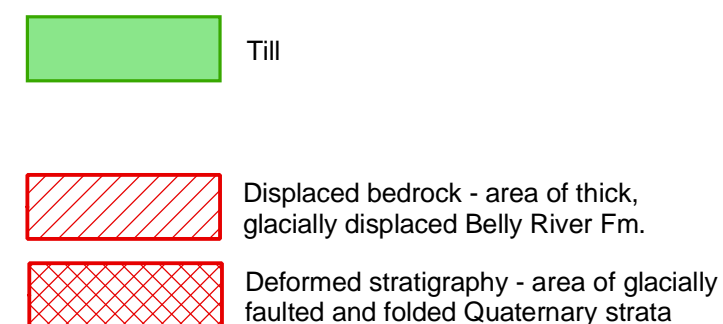 Till
Displaced bedrock - area of thick,
glacially displaced Belly River Fm.
Deformed stratigraphy - area of glacially
faulted and folded Quaternary strata